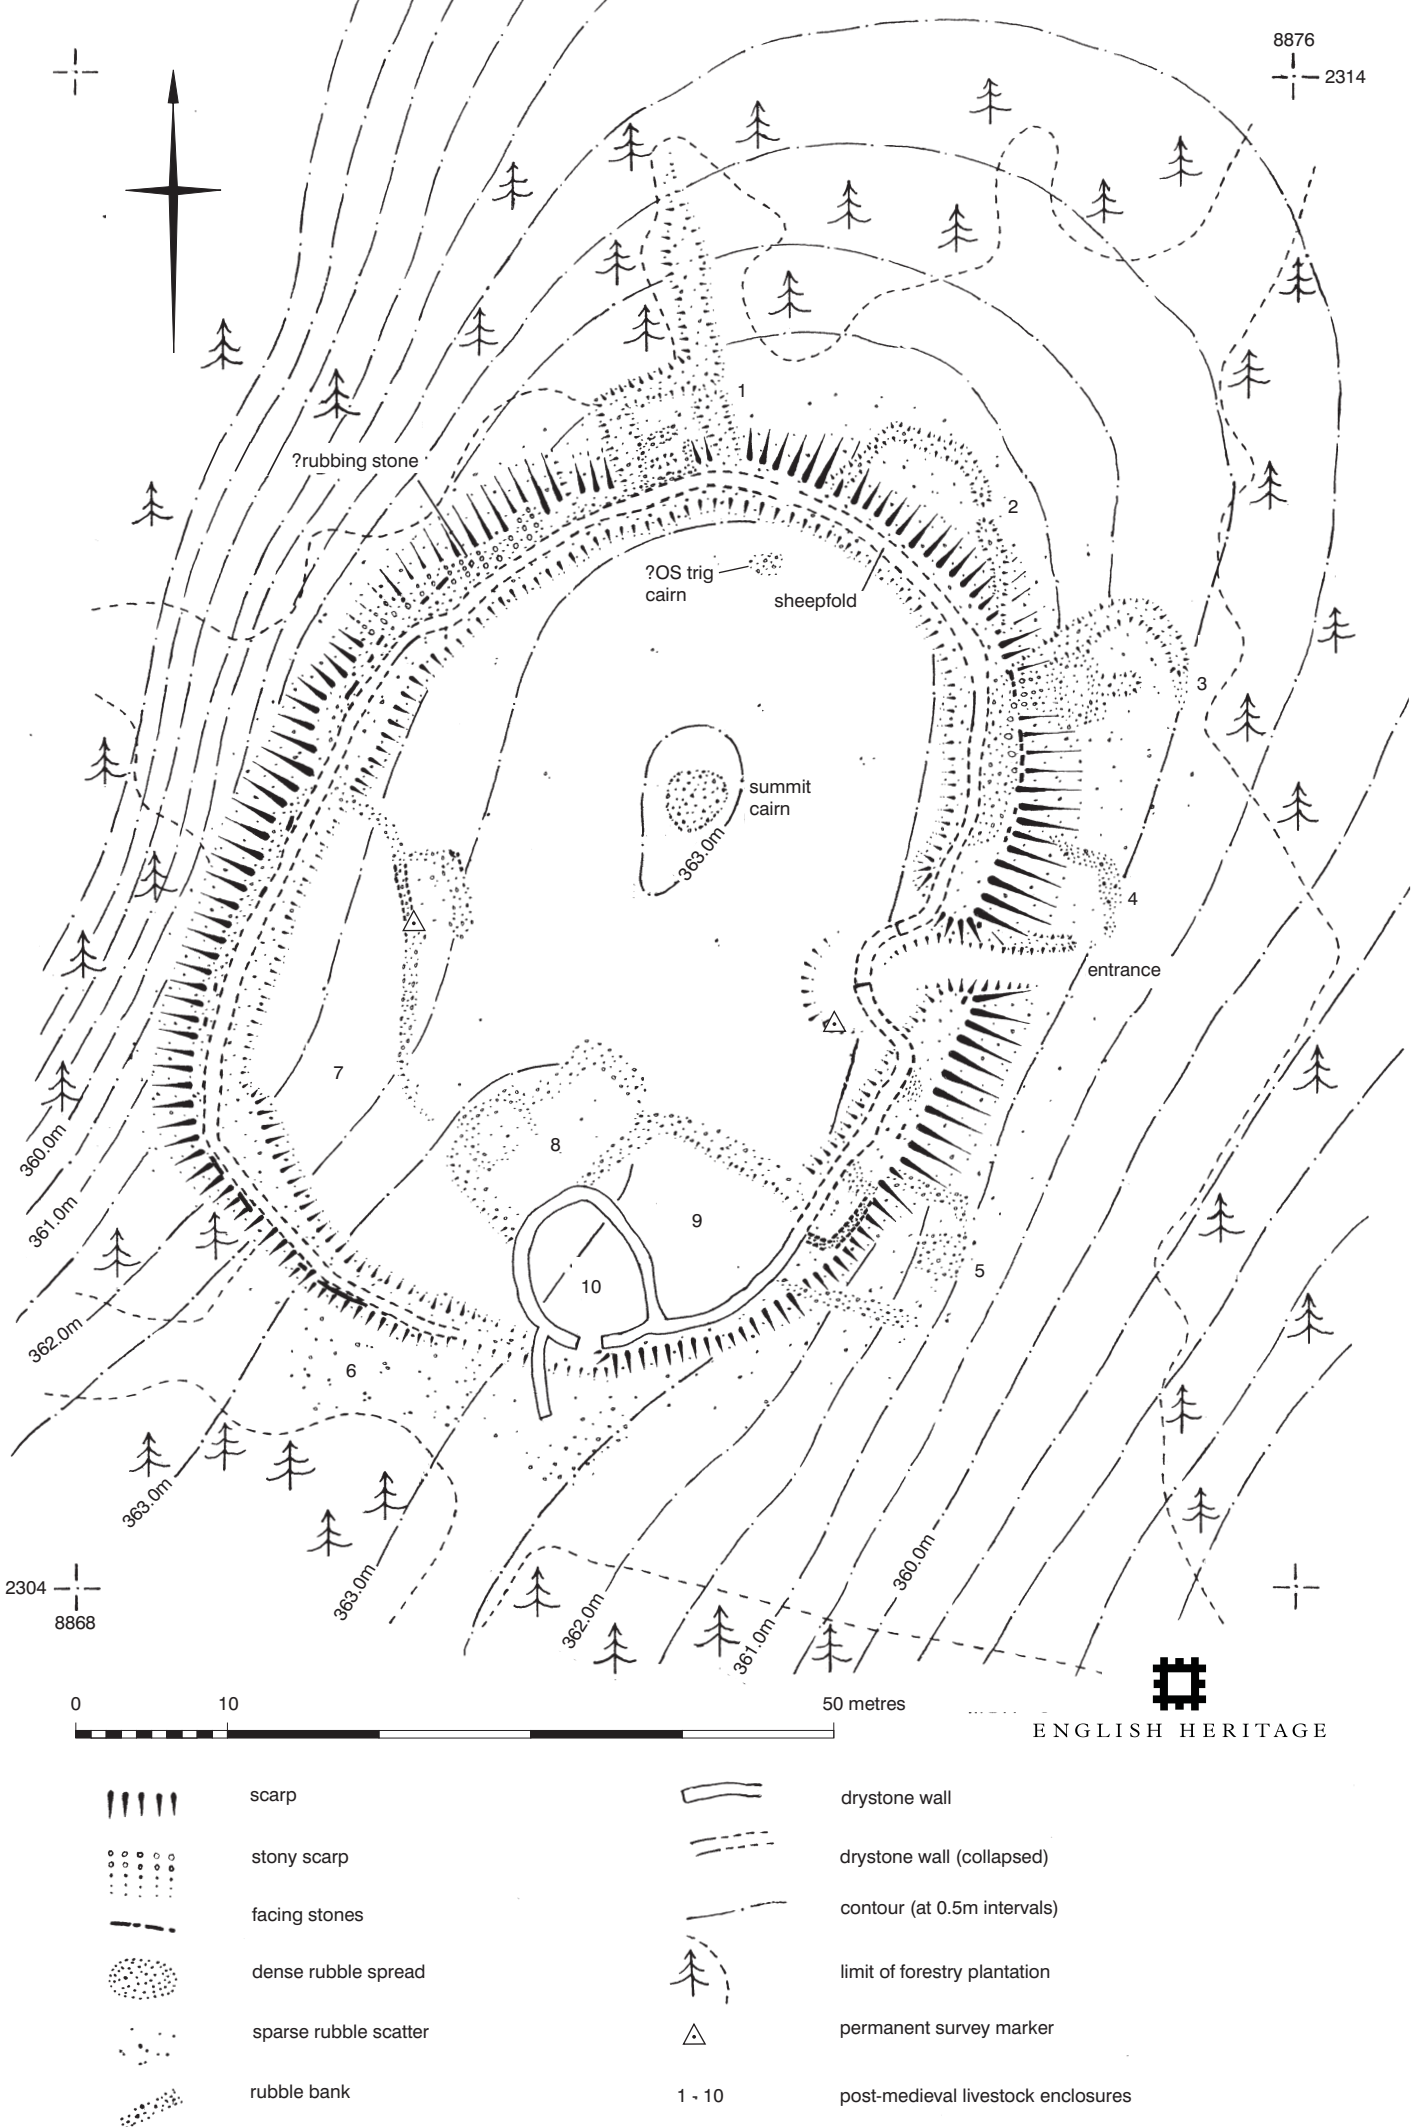 8876
2314
1
?rubbing stone
2
?OS trig
cairn
sheepfold
3
summit
cairn
363.0m
4
entrance
7
8
9
10
5
6
360.0m
361.0m
362.0m
363.0m
363.0m
362.0m
361.0m
360.0m
2304
8868
0
10
50 metres
ENGLISH HERITAGE
scarp
stony scarp
facing stones
dense rubble spread
sparse rubble scatter
rubble bank
drystone wall
drystone wall (collapsed)
contour (at 0.5m intervals)
limit of forestry plantation
permanent survey marker
1 - 10 post-medieval livestock enclosures